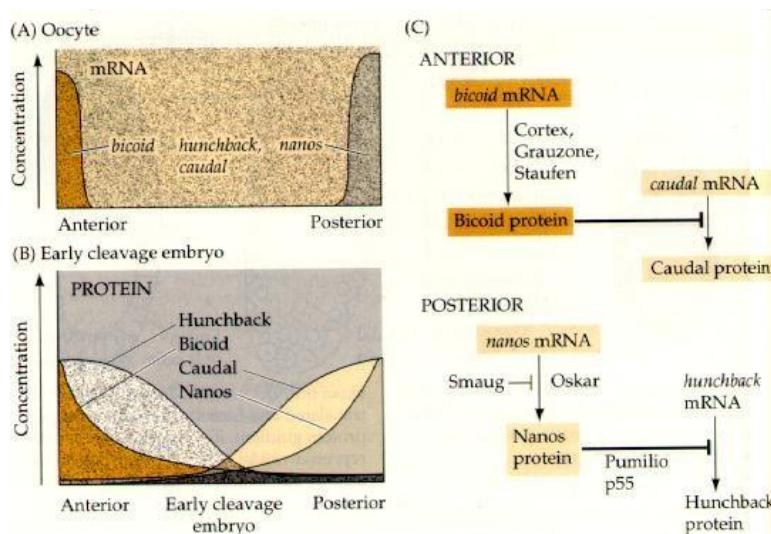 (A) Oocyte
mRNA
bicoid
hunchback,
caudal
nanos
Concentration
Anterior
Posterior
(B) Early cleavage embryo
PROTEIN
Hunchback
Bicoid
Caudal
Nanos
Concentration
Anterior
Early cleavage
embryo
Posterior
(C)
ANTERIOR
bicoid mRNA
Cortex,
Grauzone,
Staufen
caudal mRNA
Bicoid protein
Caudal protein
POSTERIOR
nanos mRNA
Smaug
Oskar
hunchback
mRNA
Nanos
protein
Pumilio
p55
Hunchback
protein